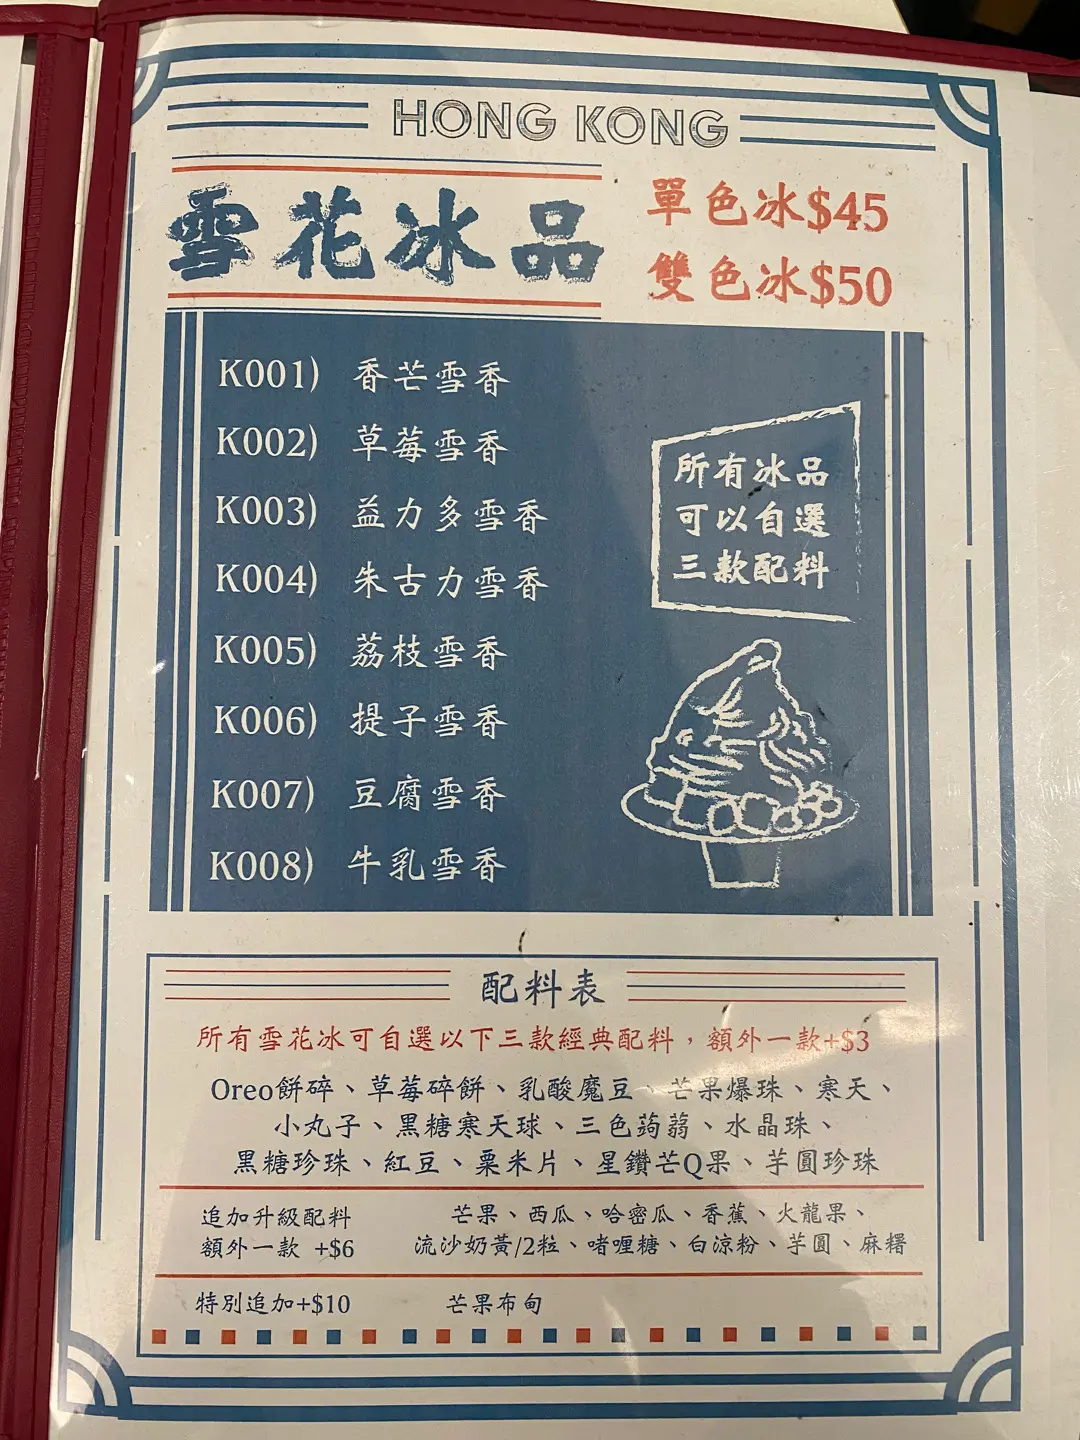 HONG KONG
雪花冰品
單色冰$45
雙色冰$50
K001) 香芒雪香
K002) 草莓雪香
K003) 益力多雪香
K004) 朱古力雪香
K005) 荔枝雪香
K006) 提子雪香
K007) 豆腐雪香
K008) 牛乳雪香
所有冰品
可以自選
三款配料
配料表
所有雪花冰可自選以下三款經典配料，額外一款+$3
Oreo餅碎、草莓碎餅、乳酸魔豆、芒果爆珠、寒天、
小丸子、黑糖寒天球、三色蒟蒻、水晶珠、
黑糖珍珠、紅豆、粟米片、星鑽芒Q果、芋圓珍珠
追加升級配料
額外一款 +$6
芒果、西瓜、哈密瓜、香蕉、火龍果、
流沙奶黃/2粒、啫喱糖、白涼粉、芋圓、麻糬
特別追加+$10 芒果布甸